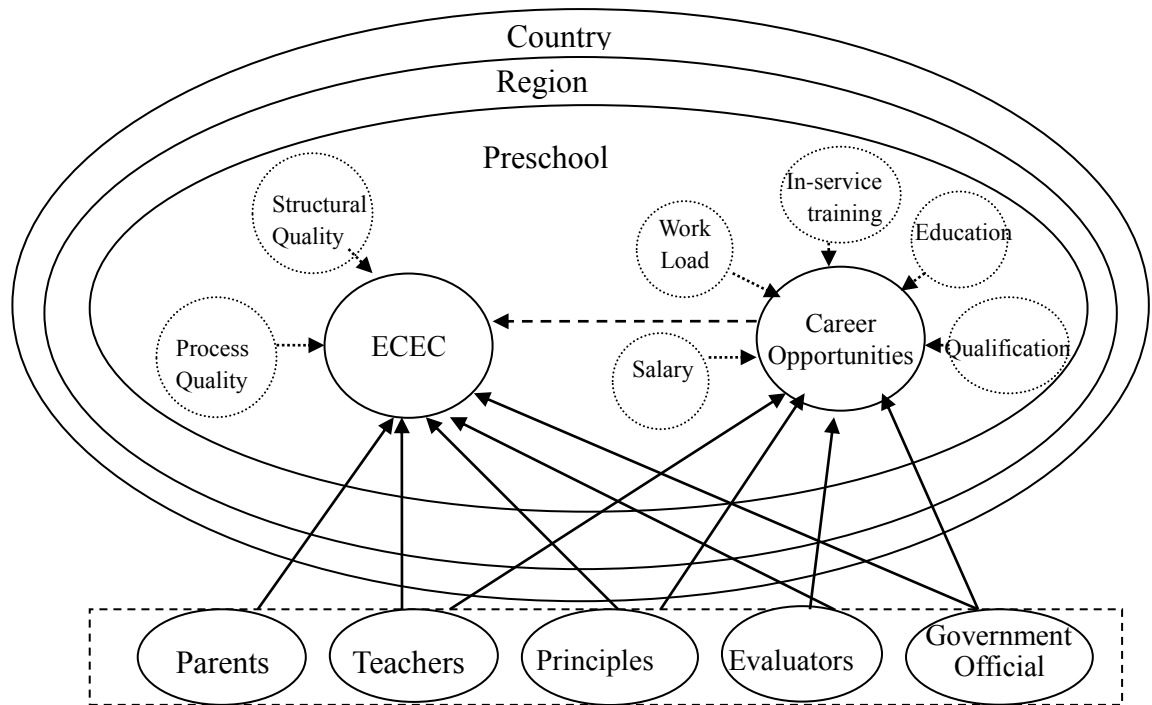 Country
Region
Preschool
Structural
Quality
In-service
training
Work
Load
Education
Process
Quality
ECEC
Salary
Career
Opportunities
Qualification
Parents
Teachers
Principles
Evaluators
Government
Official